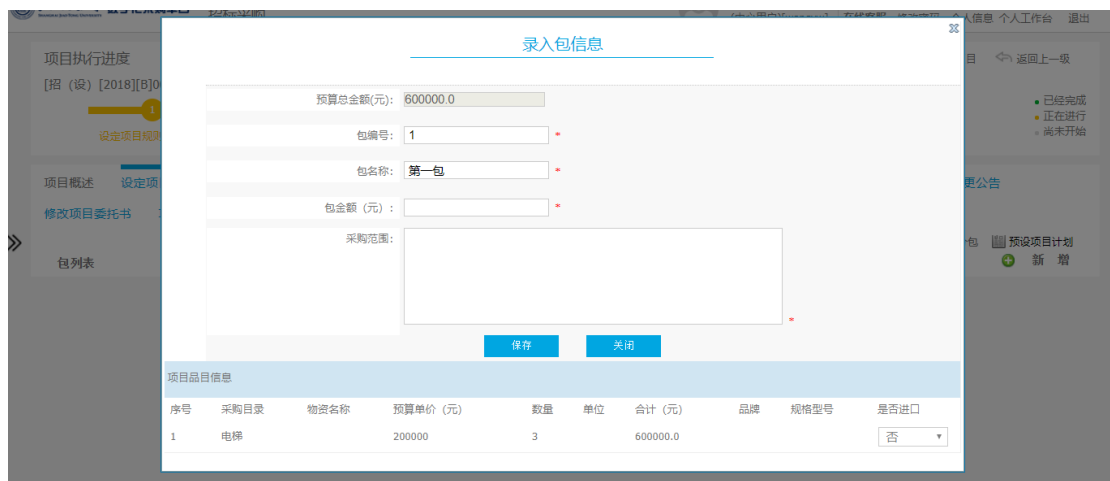 招标采购
在线客服 修改密码 个人信息 个人工作台 退出
录入包信息
项目执行进度
目 返回上一级
[招（设）[2018][B]0
预算总金额(元): 600000.0
已经完成
1
正在进行
包编号: 1 *
设定项目规则
尚未开始
包名称: 第一包 *
项目概述 设定项
更公告
包金额（元）: *
修改项目委托书
采购范围:
包 预设项目计划
包列表
新 增
*
保存 关闭
项目品目信息
序号 采购目录 物资名称 预算单价（元） 数量 单位 合计（元） 品牌 规格型号 是否进口
1 电梯 200000 3 600000.0 否